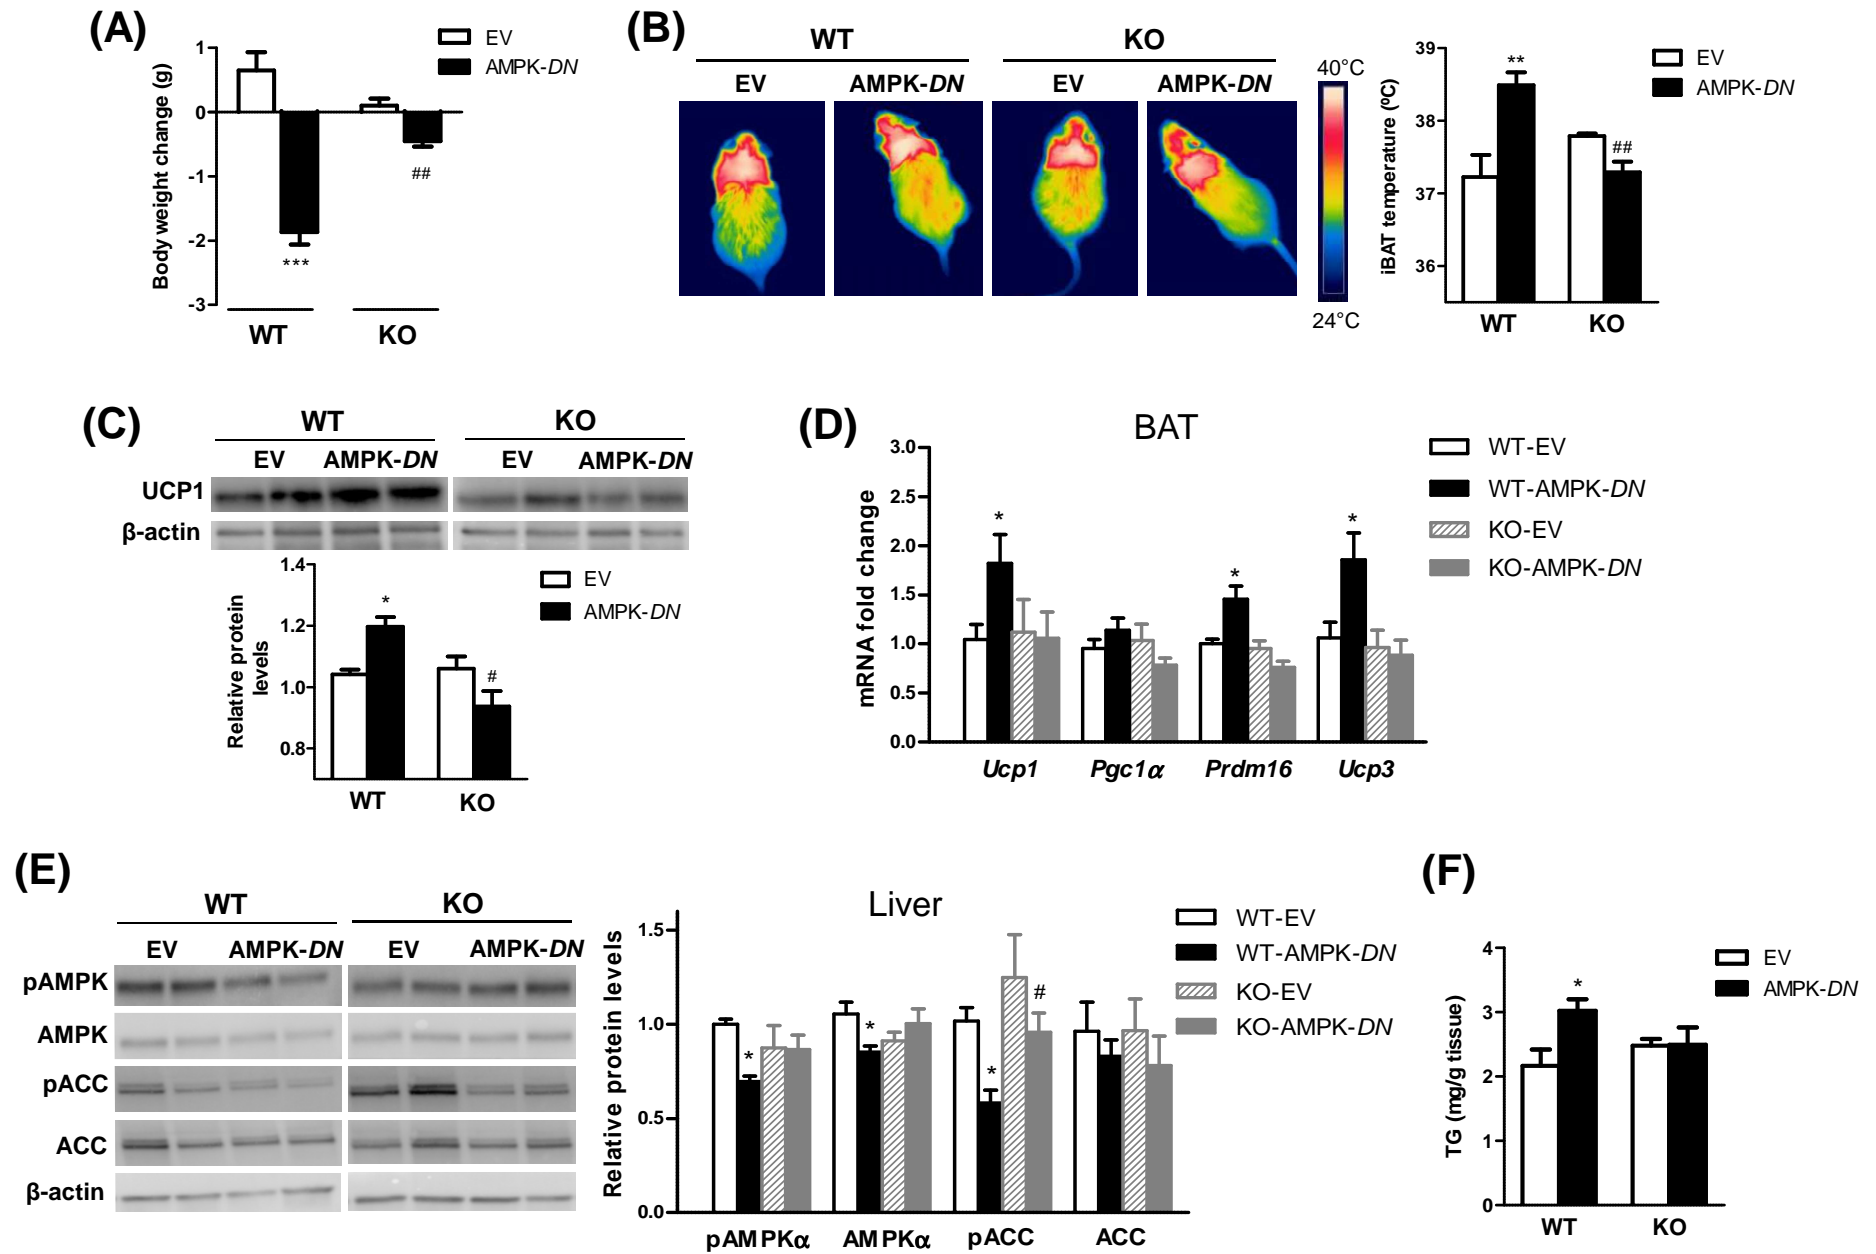 (A)
EV
AMPK-DN
Body weight change (g)
1
0
-1
-2
-3
***
##
WT KO
(B)
WT KO
EV AMPK-DN EV AMPK-DN
40°C
24°C
iBAT temperature (ºC)
39
38
37
36
**
##
WT KO
EV
AMPK-DN
(C)
WT KO
EV AMPK-DN EV AMPK-DN
UCP1
β-actin
Relative protein
levels
1.4
1.2
1.0
0.8
*
#
WT KO
EV
AMPK-DN
(D)
BAT
mRNA fold change
3.0
2.5
2.0
1.5
1.0
0.5
0.0
* * *
Ucp1 Pgc1α Prdm16 Ucp3
WT-EV
WT-AMPK-DN
KO-EV
KO-AMPK-DN
(E)
WT KO
EV AMPK-DN EV AMPK-DN
pAMPK
AMPK
pACC
ACC
β-actin
Liver
Relative protein levels
1.5
1.0
0.5
0.0
* * * #
pAMPKα AMPKα pACC ACC
WT-EV
WT-AMPK-DN
KO-EV
KO-AMPK-DN
(F)
TG (mg/g tissue)
4
3
2
1
0
*
WT KO
EV
AMPK-DN